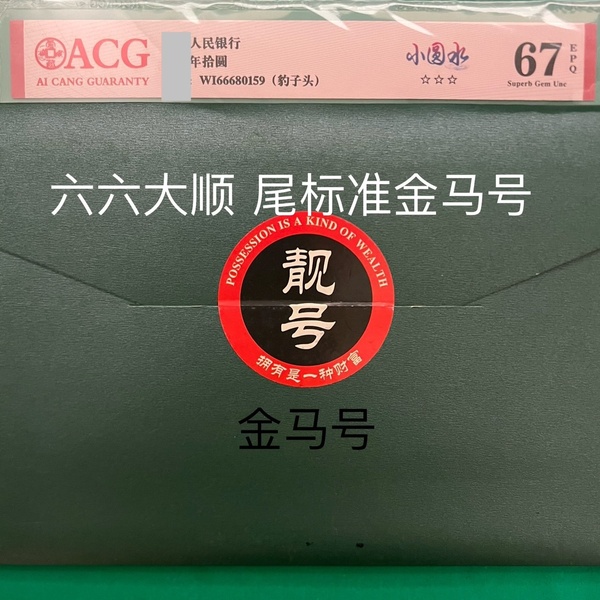 ACG
AI CANG GUARANTY
人民银行
年拾圆
WI66680159（豹子头）
小圆水
☆☆☆
67
EPQ
Superb Gem Unc
六六大顺 尾标准金马号
POSSESSION IS A KIND OF WEALTH
靓号
拥有是一种财富
金马号